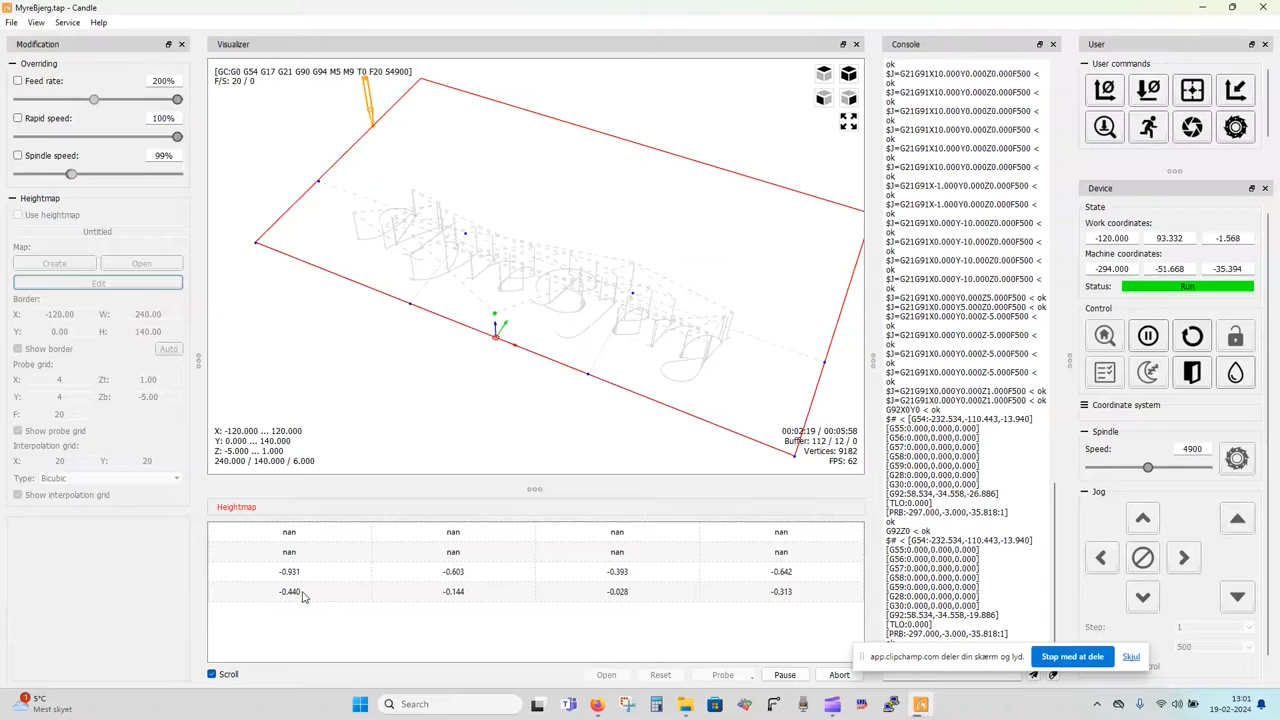 MyreBjerg.tap - Candle
File View Service Help
Modification
Overriding
Feed rate: 200%
Rapid speed: 100%
Spindle speed: 99%
Heightmap
Use heightmap
Untitled
Map:
Create Open
Edit
Border:
X: -120.00 W: 240.00
Y: 0.00 H: 140.00
Show border Auto
Probe grid:
X: 4 Zt: 1.00
Y: 4 Zb: -5.00
F: 20
Show probe grid
Interpolation grid:
X: 20 Y: 20
Type: Bicubic
Show interpolation grid
Visualizer
[GC:G0 G54 G17 G21 G90 G94 M5 M9 T0 F20 S4900]
F/S: 20 / 0
X: -120.000 ... 120.000
Y: 0.000 ... 140.000
Z: -5.000 ... 1.000
240.000 / 140.000 / 6.000
00:02:19 / 00:05:58
Buffer: 112 / 12 / 0
Vertices: 9182
FPS: 62
Heightmap
nan nan nan nan
nan nan nan nan
-0.931 -0.603 -0.393 -0.642
-0.440 -0.144 -0.028 -0.313
Scroll
Open Reset Probe Pause Abort
Console
ok
$J=G21G91X10.000Y0.000Z0.000F500 <
ok
$J=G21G91X10.000Y0.000Z0.000F500 <
ok
$J=G21G91X10.000Y0.000Z0.000F500 <
ok
$J=G21G91X10.000Y0.000Z0.000F500 <
ok
$J=G21G91X10.000Y0.000Z0.000F500 <
ok
$J=G21G91X10.000Y0.000Z0.000F500 <
ok
$J=G21G91X-1.000Y0.000Z0.000F500 <
ok
$J=G21G91X-1.000Y0.000Z0.000F500 <
ok
$J=G21G91X0.000Y-10.000Z0.000F500 <
ok
$J=G21G91X0.000Y-10.000Z0.000F500 <
ok
$J=G21G91X0.000Y-10.000Z0.000F500 <
ok
$J=G21G91X0.000Y-10.000Z0.000F500 <
ok
$J=G21G91X0.000Y0.000Z5.000F500 < ok
$J=G21G91X0.000Y0.000Z5.000F500 < ok
$J=G21G91X0.000Y0.000Z-5.000F500 <
ok
$J=G21G91X0.000Y0.000Z-5.000F500 <
ok
$J=G21G91X0.000Y0.000Z-5.000F500 <
ok
$J=G21G91X0.000Y0.000Z-5.000F500 <
ok
$J=G21G91X0.000Y0.000Z1.000F500 < ok
$J=G21G91X0.000Y0.000Z1.000F500 < ok
G92X0Y0 < ok
$# < [G54:-232.534,-110.443,-13.940]
[G55:0.000,0.000,0.000]
[G56:0.000,0.000,0.000]
[G57:0.000,0.000,0.000]
[G58:0.000,0.000,0.000]
[G59:0.000,0.000,0.000]
[G28:0.000,0.000,0.000]
[G30:0.000,0.000,0.000]
[G92:58.534,-34.558,-26.886]
[TLO:0.000]
[PRB:-297.000,-3.000,-35.818:1]
ok
G92Z0 < ok
$# < [G54:-232.534,-110.443,-13.940]
[G55:0.000,0.000,0.000]
[G56:0.000,0.000,0.000]
[G57:0.000,0.000,0.000]
[G58:0.000,0.000,0.000]
[G59:0.000,0.000,0.000]
[G28:0.000,0.000,0.000]
[G30:0.000,0.000,0.000]
[G92:58.534,-34.558,-19.886]
[TLO:0.000]
[PRB:-297.000,-3.000,-35.818:1]
User
User commands
Device
State
Work coordinates:
-120.000 93.332 -1.568
Machine coordinates:
-294.000 -51.668 -35.394
Status: Run
Control
Coordinate system
Spindle
Speed: 4900
Jog
Step: 1
500
app.clipchamp.com deler din skærm og lyd. Stop med at dele Skjul
5°C
Mest skyet
Search
13:01
19-02-2024